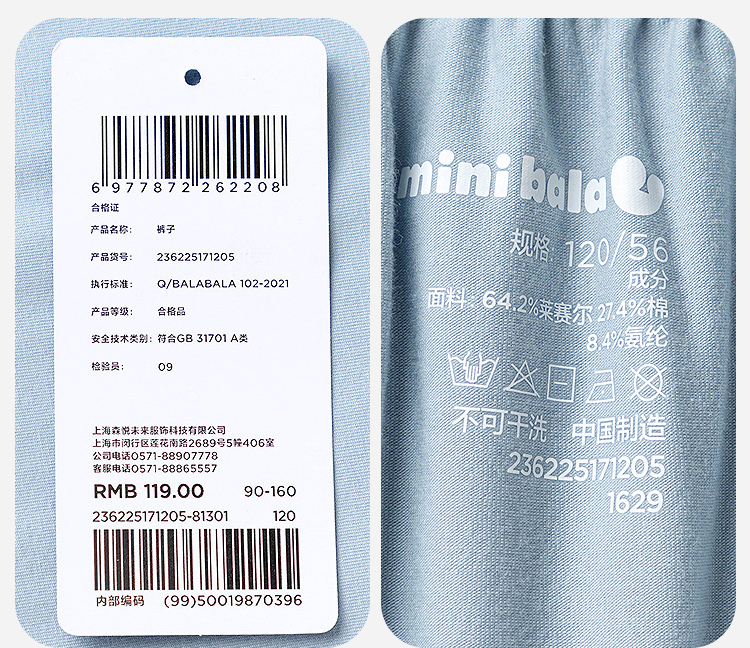 6 977872 262208
合格证
产品名称： 裤子
产品货号： 236225171205
执行标准： Q/BALABALA 102-2021
产品等级： 合格品
安全技术类别：符合GB 31701 A类
检验员： 09
上海森悦未来服饰科技有限公司
上海市闵行区莲花南路2689号5幢406室
公司电话0571-88907778
客服电话0571-88865557
RMB 119.00 90-160
236225171205-81301 120
内部编码 (99)50019870396
mini bala
规格. 120/56
成分
面料：64.2%莱赛尔 27.4%棉
8.4%氨纶
不可干洗 中国制造
236225171205
1629